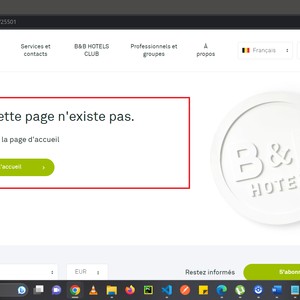 25501
Services et
contacts
B&B HOTELS
CLUB
Professionnels et
groupes
À
propos
Français
ette page n'existe pas.
la page d'accueil
accueil
B&
HOTEL
EUR
Restez informés
S'abon